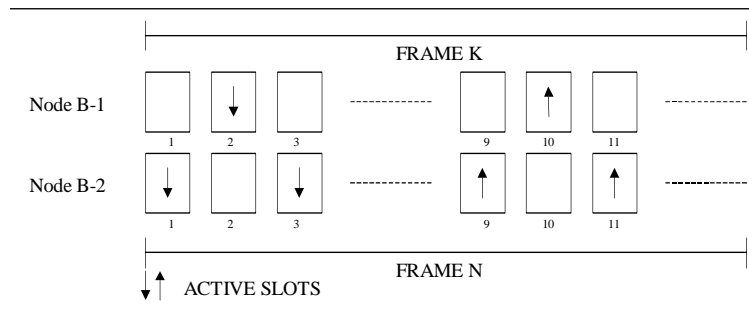 FRAME K
Node B-1
1 2 3 9 10 11
Node B-2
1 2 3 9 10 11
FRAME N
ACTIVE SLOTS